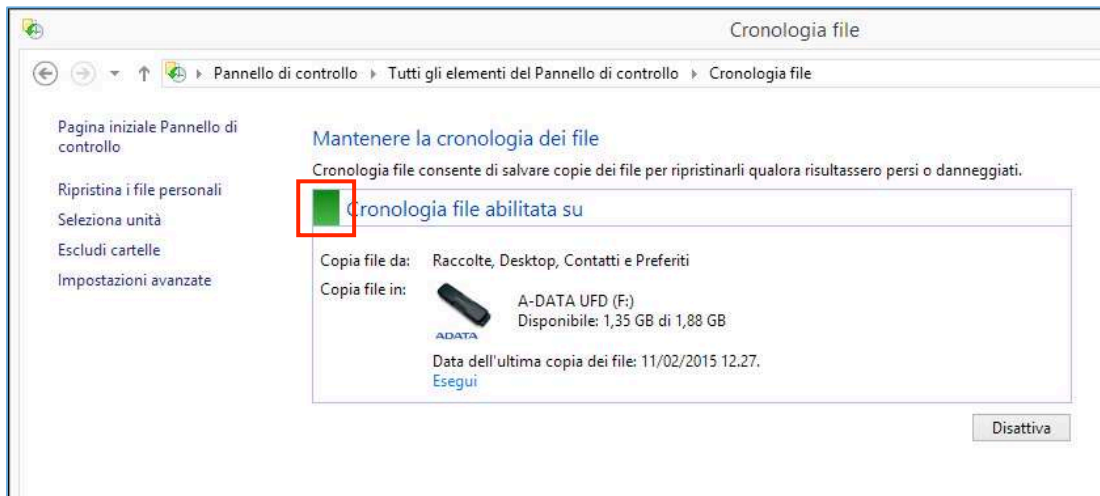 Cronologia file
Pannello di controllo Tutti gli elementi del Pannello di controllo Cronologia file
Pagina iniziale Pannello di
controllo
Ripristina i file personali
Seleziona unità
Escludi cartelle
Impostazioni avanzate
Mantenere la cronologia dei file
Cronologia file consente di salvare copie dei file per ripristinarli qualora risultassero persi o danneggiati.
Cronologia file abilitata su
Copia file da: Raccolte, Desktop, Contatti e Preferiti
Copia file in:
A-DATA UFD (F:)
Disponibile: 1,35 GB di 1,88 GB
ADATA
Data dell'ultima copia dei file: 11/02/2015 12.27.
Esegui
Disattiva